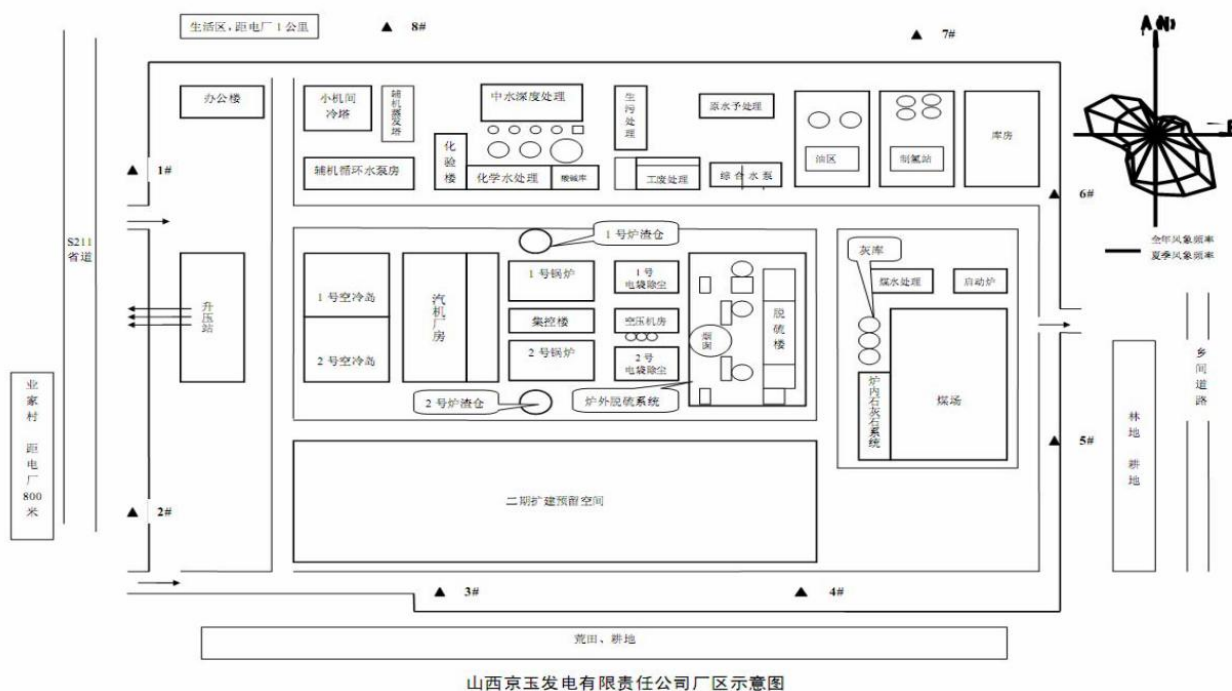 生活区，距电厂 1 公里
8#
7#
A (N)
办公楼
小机间
冷塔
辅机蒸发塔
中水深度处理
生污处理
原水予处理
油区
制氢站
库房
1#
辅机循环水泵房
化验楼
化学水处理
酸碱库
工废处理
综合水泵
6#
全年风象频率
夏季风象频率
S211
省道
1 号炉渣仓
灰库
升压站
1 号空冷岛
汽机厂房
1 号锅炉
1 号
电袋除尘
脱硫楼
煤水处理
启动炉
集控楼
空压机房
烟囱
2 号空冷岛
2 号锅炉
2 号
电袋除尘
2 号炉渣仓
炉外脱硫系统
炉内石灰石系统
煤场
乡间道路
林地 耕地
5#
业家村 距电厂 800 米
2#
二期扩建预留空间
3#
4#
荒田、耕地
山西京玉发电有限责任公司厂区示意图